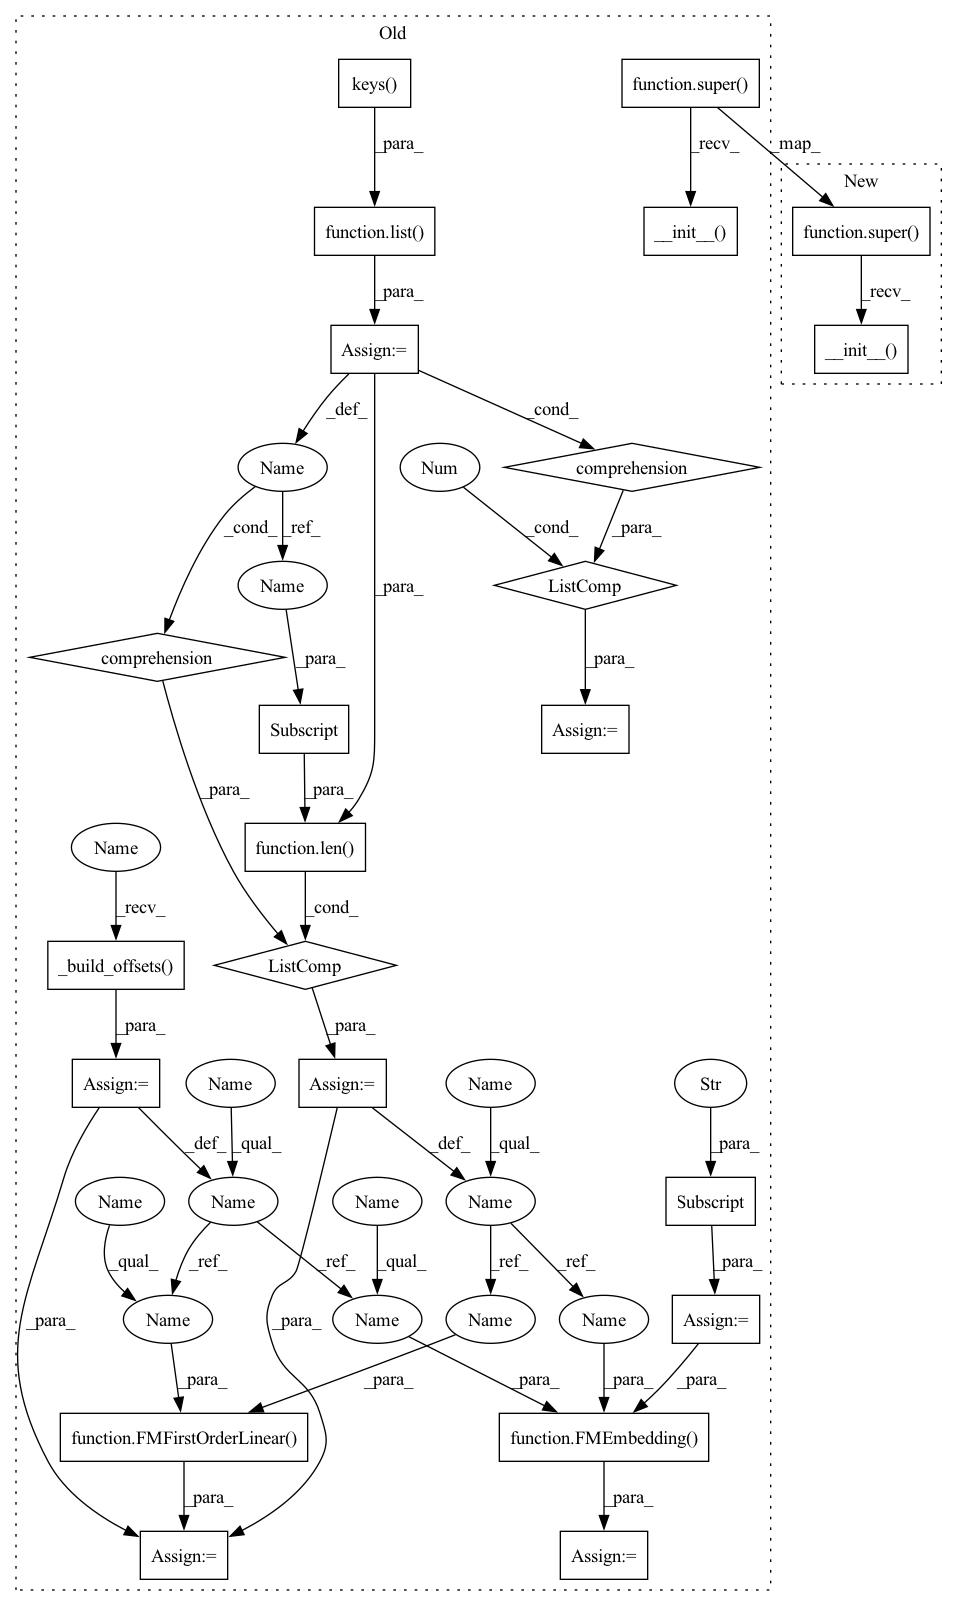 Old
keys()
function.super()
_para_
_recv_
_map_
New
function.list()
__init__()
function.super()
_para_
_recv_
Assign:=
__init__()
_def_
_cond_
Name
Num
comprehension
_cond_
_ref_
_cond_
_para_
Name
_para_
ListComp
comprehension
_para_
_para_
Subscript
Assign:=
_para_
_para_
Name
function.len()
_recv_
_cond_
_build_offsets()
ListComp
_para_
_para_
Assign:=
Name
Assign:=
Name
Str
_def_
_qual_
_def_
_qual_
_para_
Name
Name
Name
Name
Subscript
_qual_
_ref_
_ref_
_qual_
_ref_
_ref_
_para_
_para_
Name
_para_
Name
Name
Name
Assign:=
_para_
_para_
_para_
_para_
_para_
function.FMFirstOrderLinear()
function.FMEmbedding()
_para_
_para_
Assign:=
Assign:=